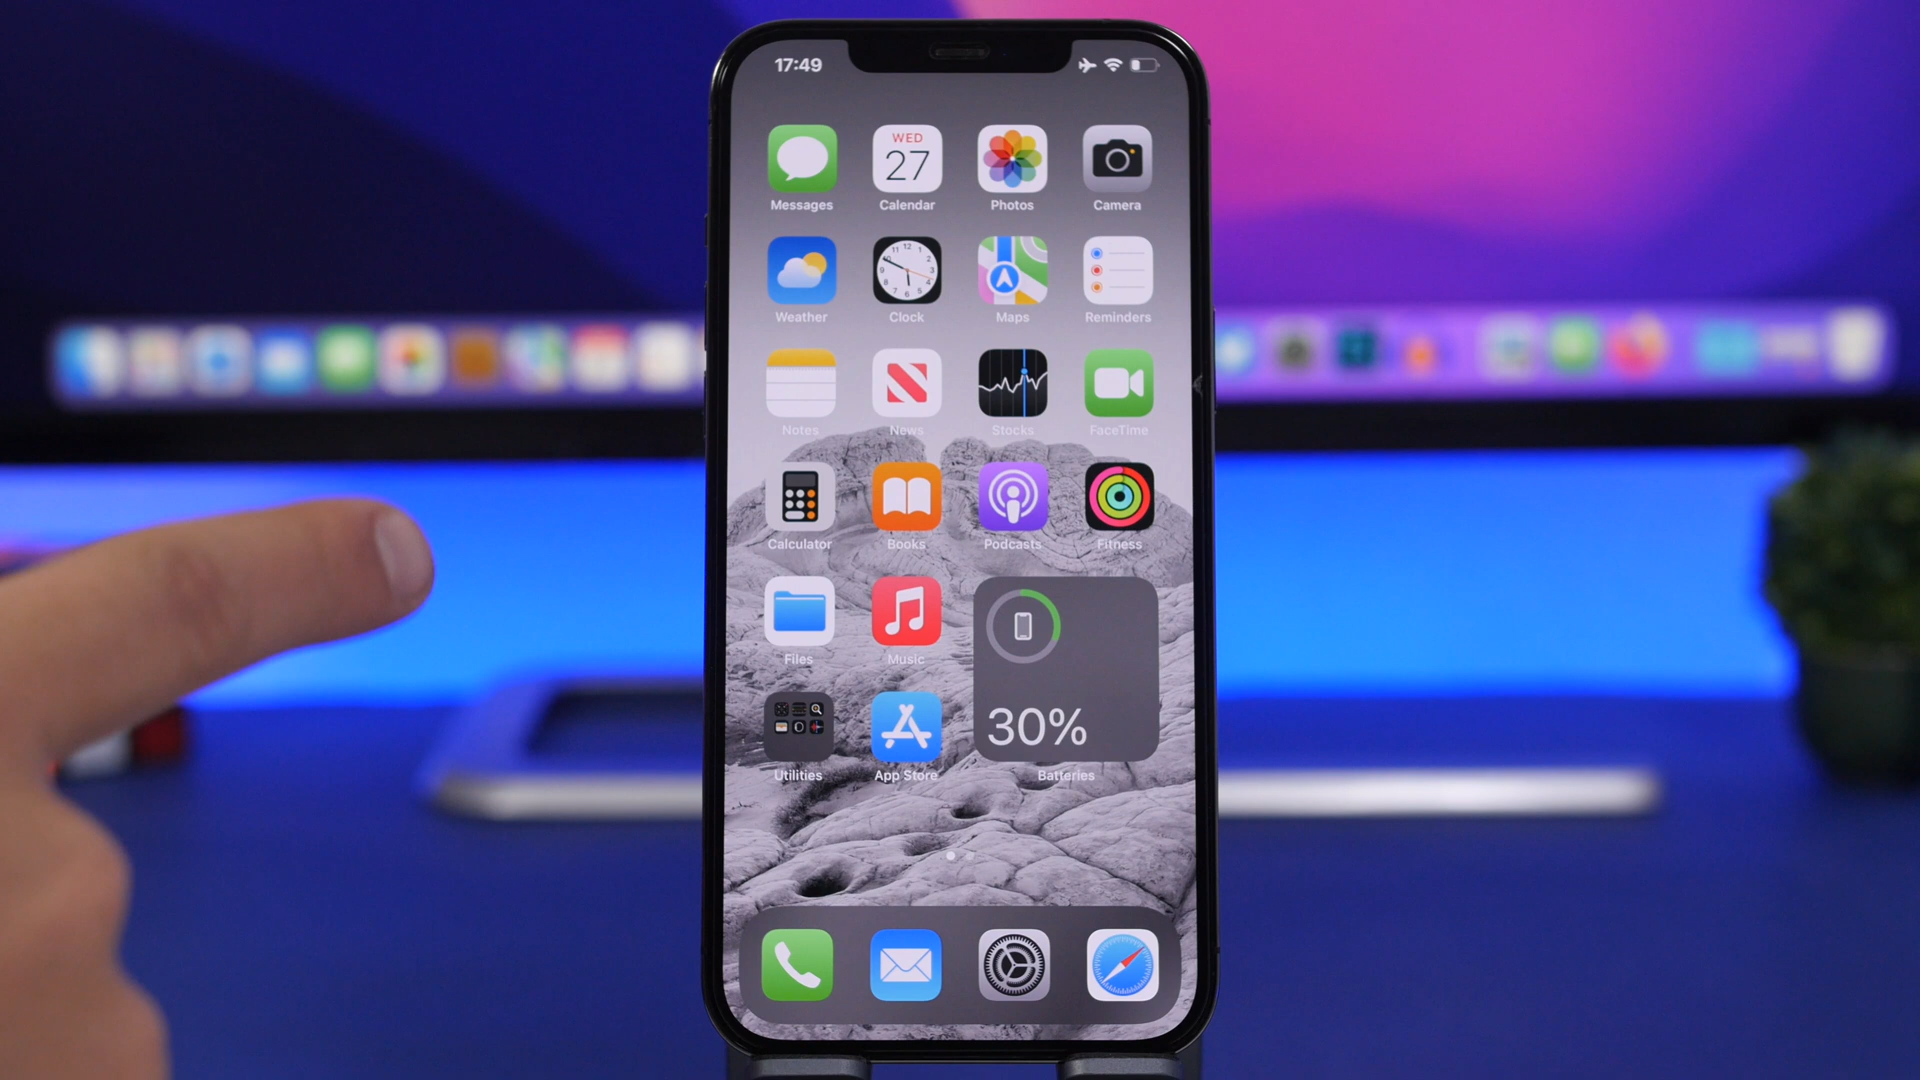 17:49
WED
27
Messages Calendar Photos Camera
Weather Clock Maps Reminders
Notes News Stocks FaceTime
Calculator Books Podcasts Fitness
Files Music
30%
Utilities App Store Batteries